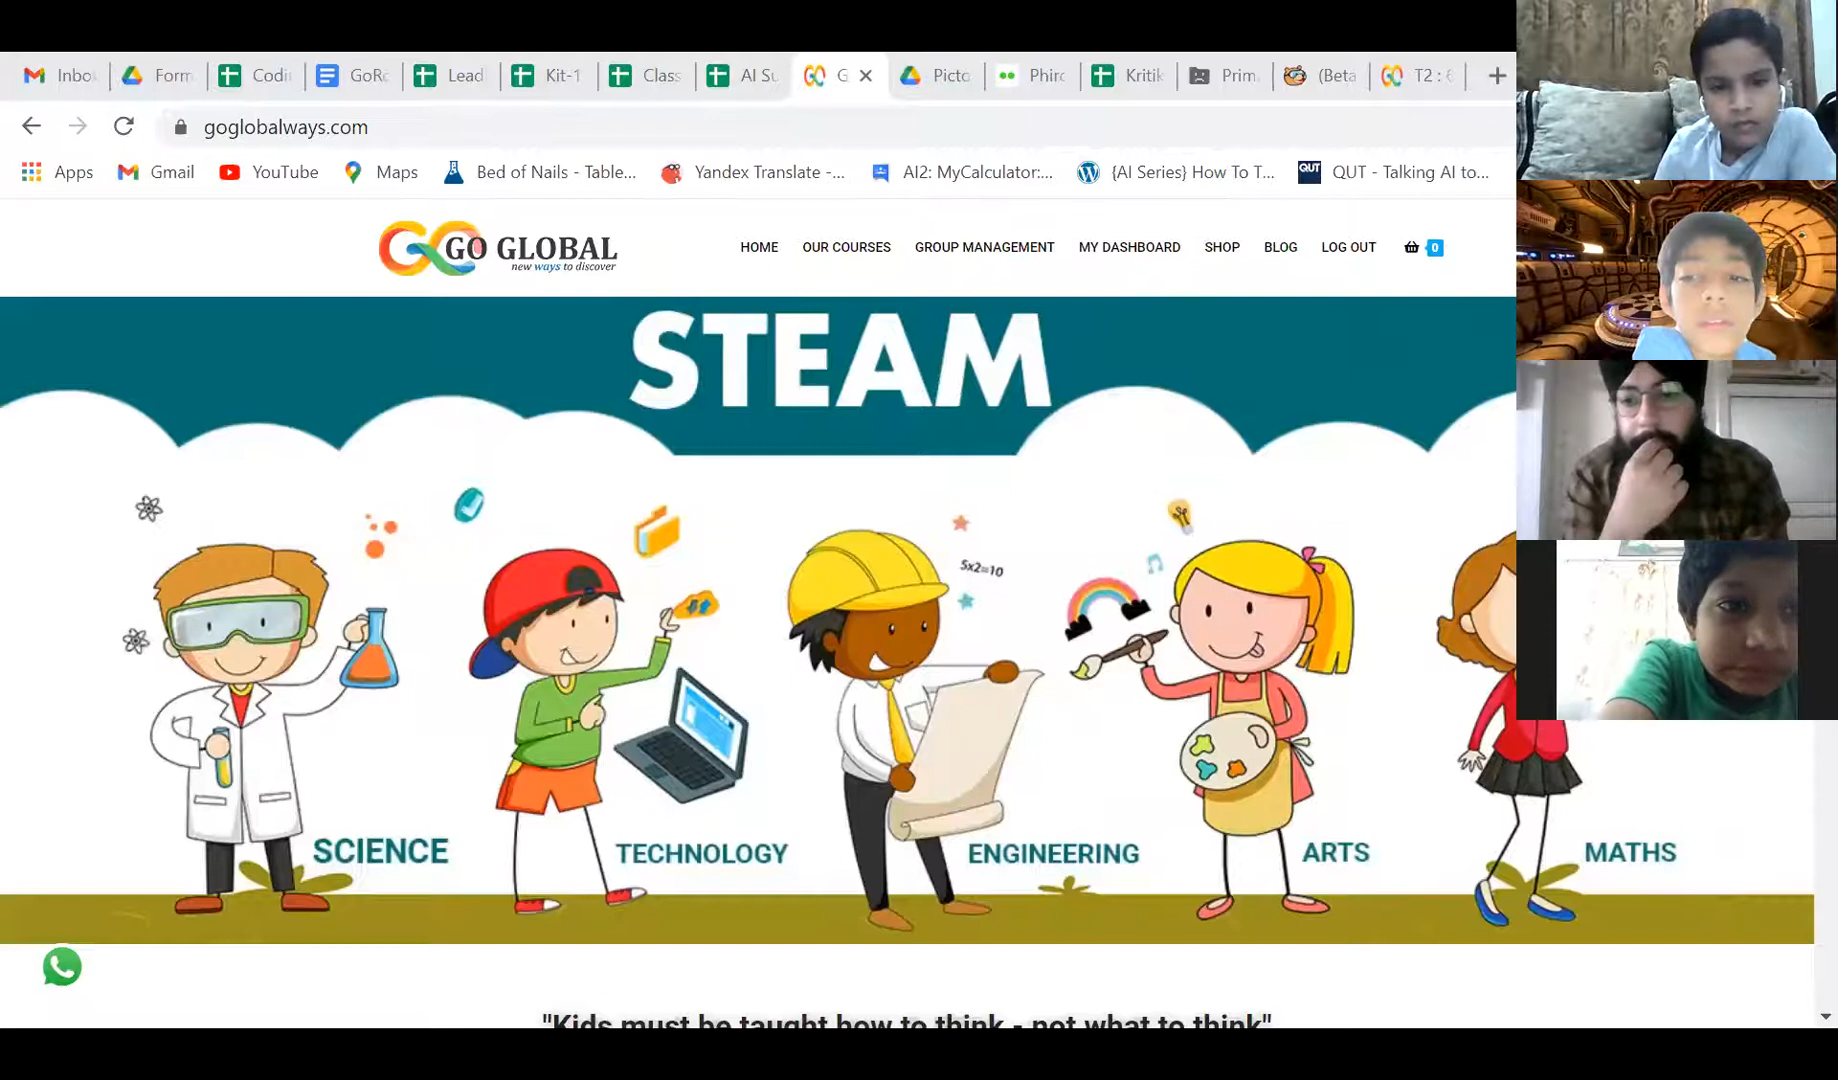 Inbo Form Codi GoRo Lead Kit-1 Class AI Su G Picto Phiro Kritik Prim (Beta T2 : 6
goglobalways.com
Apps Gmail YouTube Maps Bed of Nails - Table... Yandex Translate -... AI2: MyCalculator:... {AI Series} How To T... QUT QUT - Talking AI to...
GO GLOBAL
new ways to discover
HOME OUR COURSES GROUP MANAGEMENT MY DASHBOARD SHOP BLOG LOG OUT 0
STEAM
5x2=10
SCIENCE TECHNOLOGY ENGINEERING ARTS MATHS
"Kids must be taught how to think - not what to think"